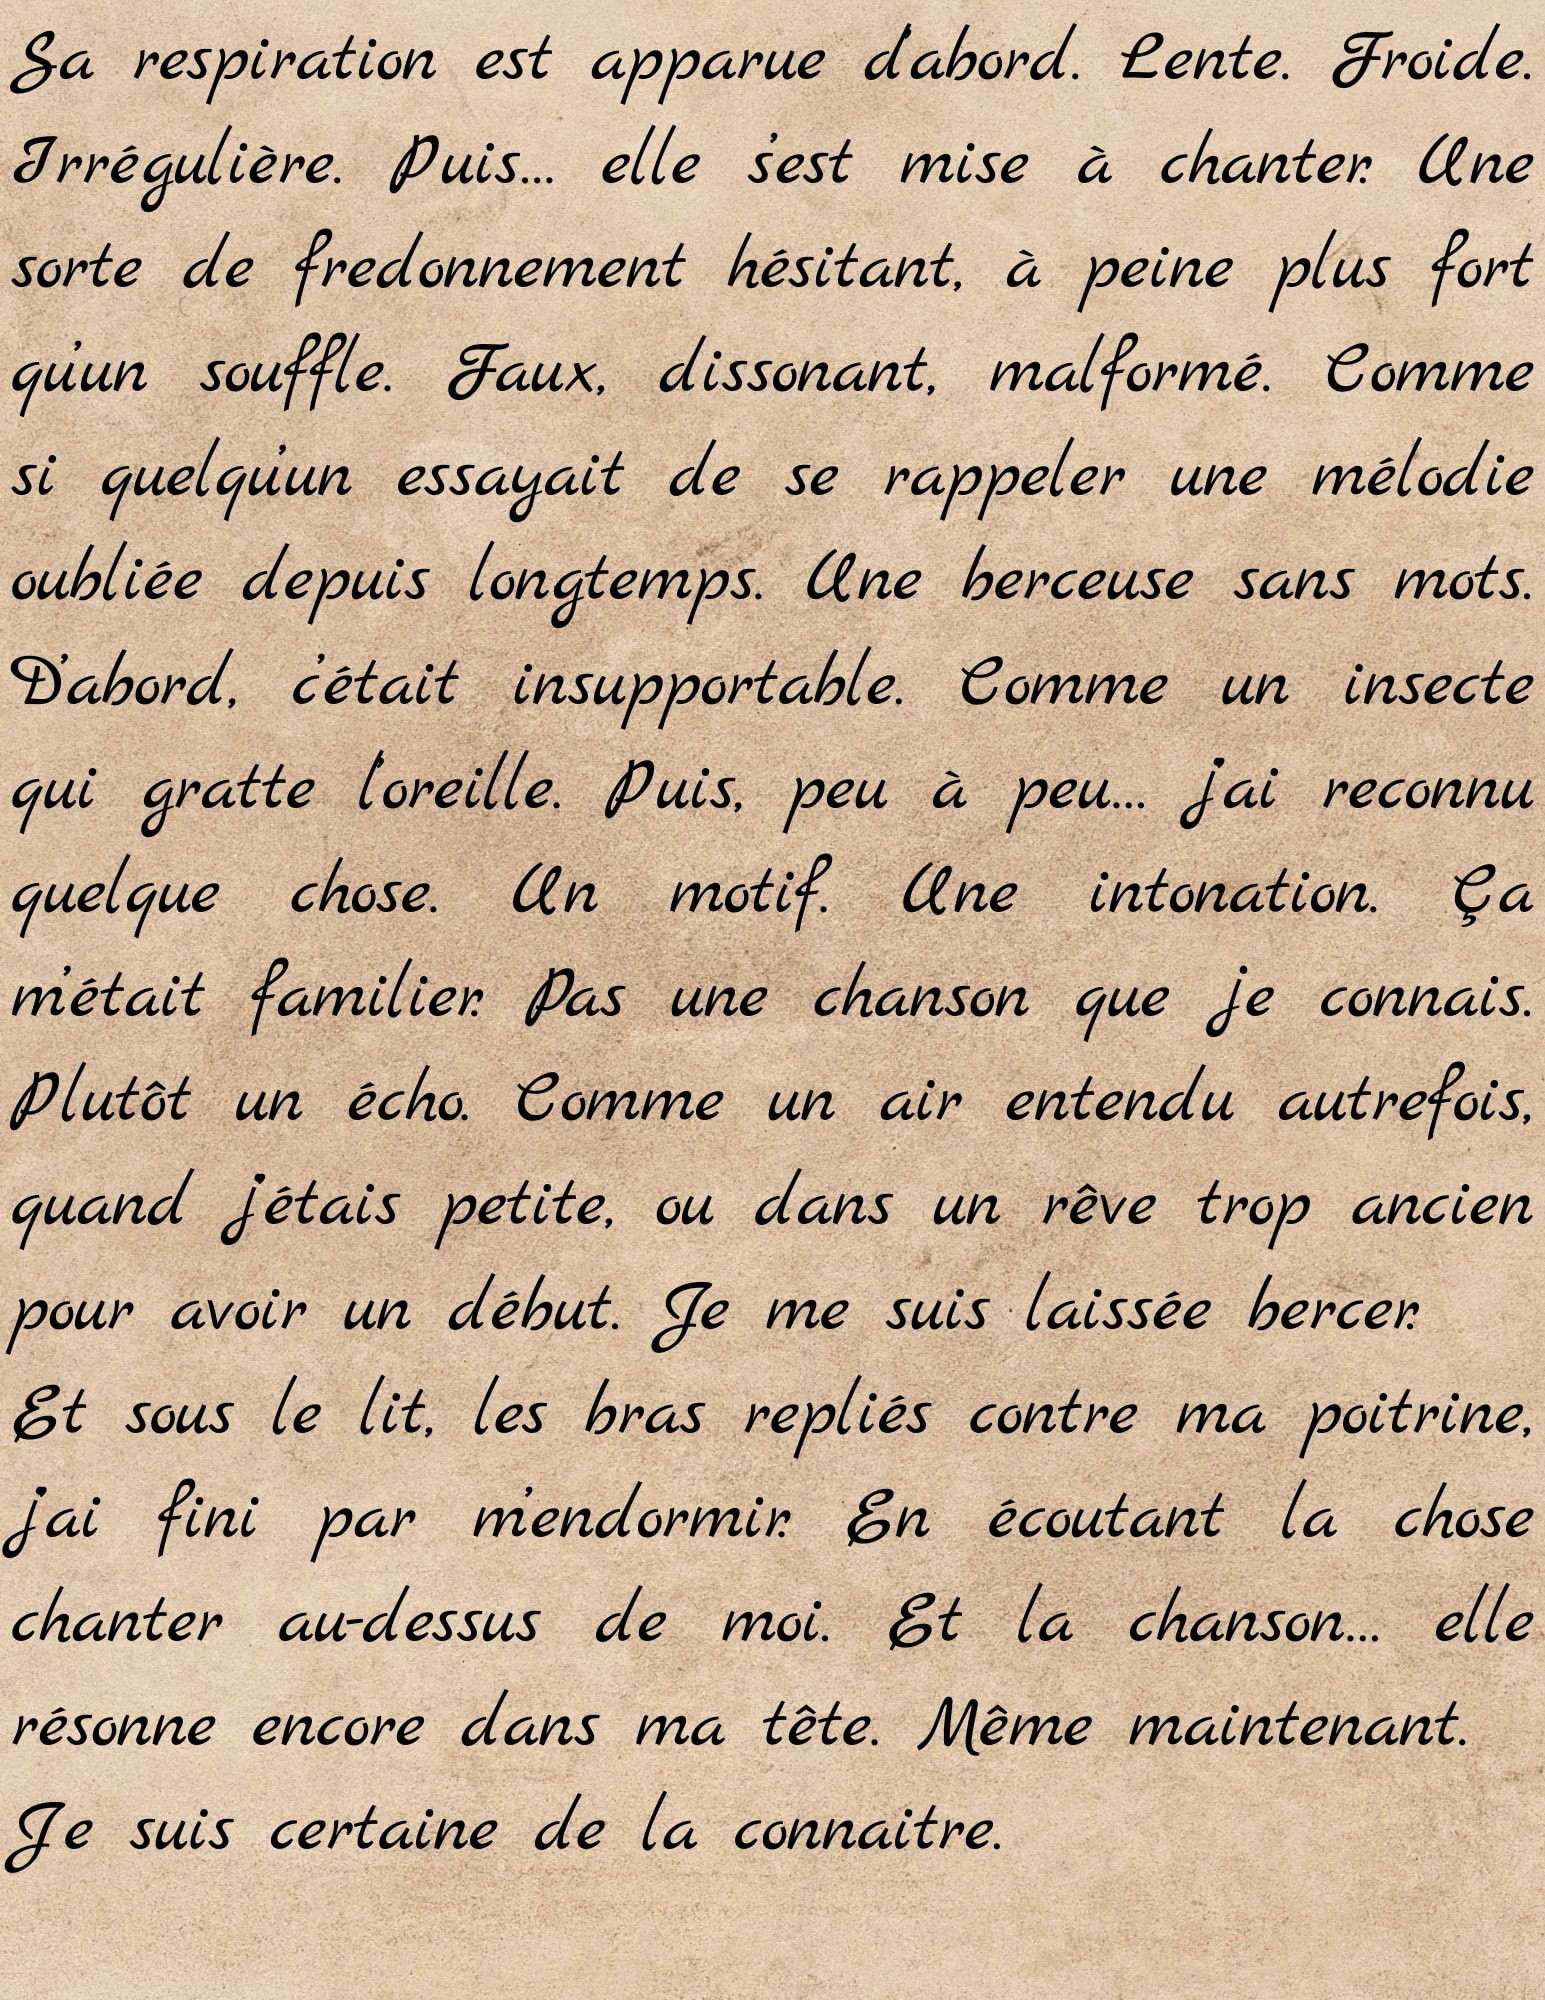 Sa respiration est apparue d'abord. Lente. Froide.
Irrégulière. Puis... elle s'est mise à chanter. Une
sorte de fredonnement hésitant, à peine plus fort
qu'un souffle. Faux, dissonant, malformé. Comme
si quelqu'un essayait de se rappeler une mélodie
oubliée depuis longtemps. Une berceuse sans mots.
D'abord, c'était insupportable. Comme un insecte
qui gratte l'oreille. Puis, peu à peu... j'ai reconnu
quelque chose. Un motif. Une intonation. Ça
m'était familier. Pas une chanson que je connais.
Plutôt un écho. Comme un air entendu autrefois,
quand j'étais petite, ou dans un rêve trop ancien
pour avoir un début. Je me suis laissée bercer.
Et sous le lit, les bras repliés contre ma poitrine,
j'ai fini par m'endormir. En écoutant la chose
chanter au-dessus de moi. Et la chanson... elle
résonne encore dans ma tête. Même maintenant.
Je suis certaine de la connaitre.